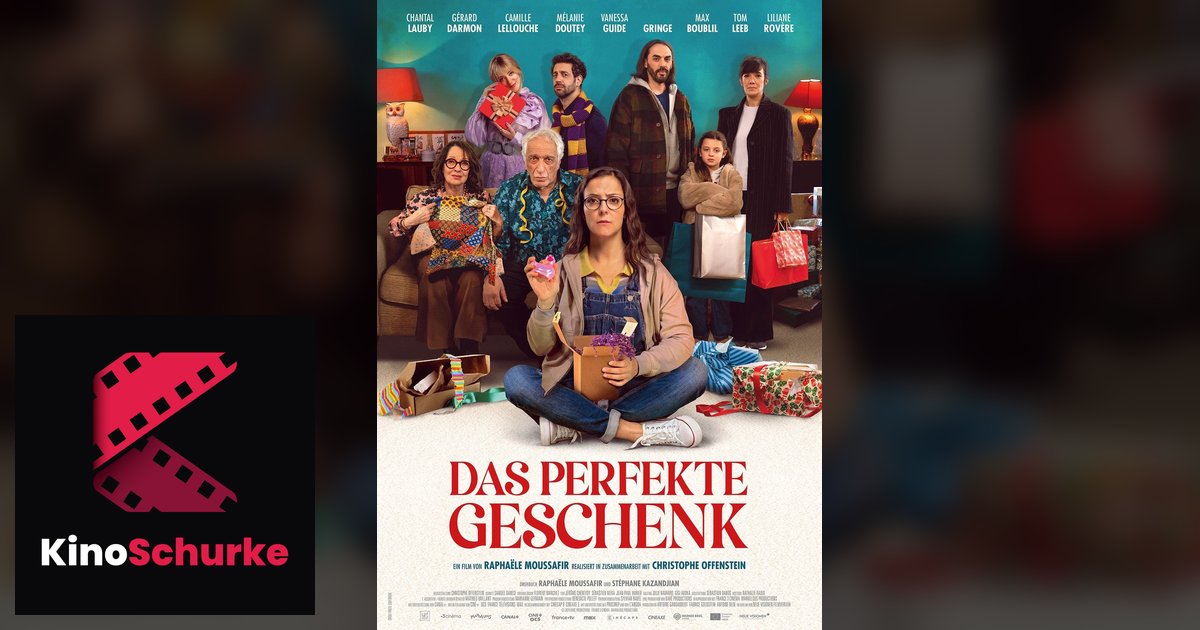 CHANTAL LAUBY
GÉRARD DARMON
CAMILLE LELLOUCHE
MÉLANIE DOUTEY
VANESSA GUIDE
GRINGE
MAX BOUBLIL
TOM LEEB
LILIANE ROVÈRE
DAS PERFEKTE
GESCHENK
EIN FILM VON RAPHAËLE MOUSSAFIR REALISIERT IN ZUSAMMENARBEIT MIT CHRISTOPHE OFFENSTEIN
DREHBUCH RAPHAËLE MOUSSAFIR UND STÉPHANE KAZANDJIAN
KinoSchurke